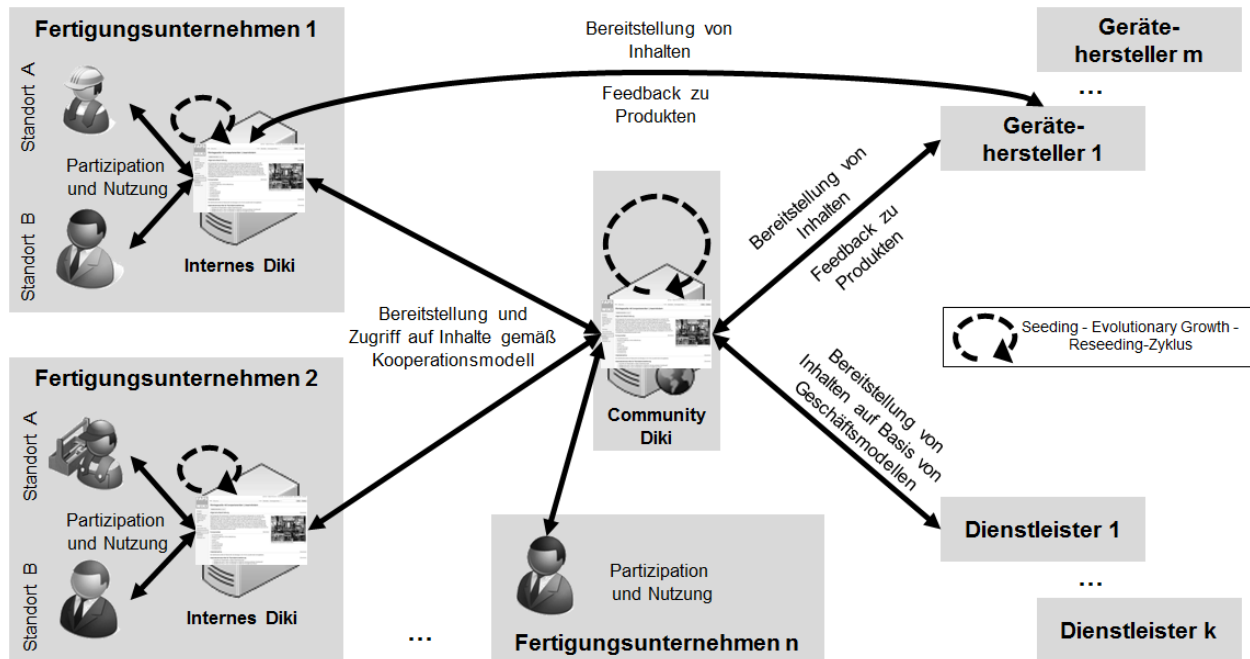 Fertigungsunternehmen 1
Standort A
Partizipation
und Nutzung
Standort B
Internes Diki
Bereitstellung von
Inhalten
Feedback zu
Produkten
Geräte-
hersteller m
...
Geräte-
hersteller 1
Bereitstellung von
Inhalten
Feedback zu
Produkten
Bereitstellung und
Zugriff auf Inhalte gemäß
Kooperationsmodell
Community
Diki
Seeding - Evolutionary Growth -
Reseeding-Zyklus
Fertigungsunternehmen 2
Standort A
Partizipation
und Nutzung
Standort B
Internes Diki
...
Partizipation
und Nutzung
Fertigungsunternehmen n
Bereitstellung von
Inhalten auf Basis von
Geschäftsmodellen
Dienstleister 1
...
Dienstleister k